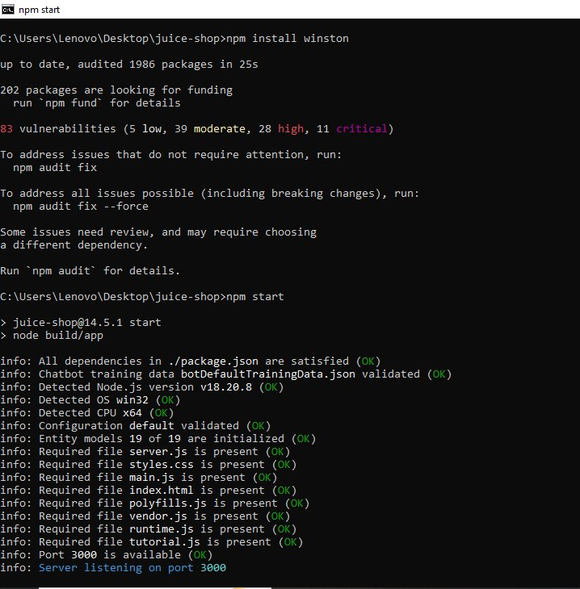 npm start
C:\Users\Lenovo\Desktop\juice-shop>npm install winston
up to date, audited 1986 packages in 25s
202 packages are looking for funding
run `npm fund` for details
83 vulnerabilities (5 low, 39 moderate, 28 high, 11 critical)
To address issues that do not require attention, run:
npm audit fix
To address all issues possible (including breaking changes), run:
npm audit fix --force
Some issues need review, and may require choosing
a different dependency.
Run `npm audit` for details.
C:\Users\Lenovo\Desktop\juice-shop>npm start
> juice-shop@14.5.1 start
> node build/app
info: All dependencies in ./package.json are satisfied (OK)
info: Chatbot training data botDefaultTrainingData.json validated (OK)
info: Detected Node.js version v18.20.8 (OK)
info: Detected OS win32 (OK)
info: Detected CPU x64 (OK)
info: Configuration default validated (OK)
info: Entity models 19 of 19 are initialized (OK)
info: Required file server.js is present (OK)
info: Required file styles.css is present (OK)
info: Required file main.js is present (OK)
info: Required file index.html is present (OK)
info: Required file polyfills.js is present (OK)
info: Required file vendor.js is present (OK)
info: Required file runtime.js is present (OK)
info: Required file tutorial.js is present (OK)
info: Port 3000 is available (OK)
info: Server listening on port 3000